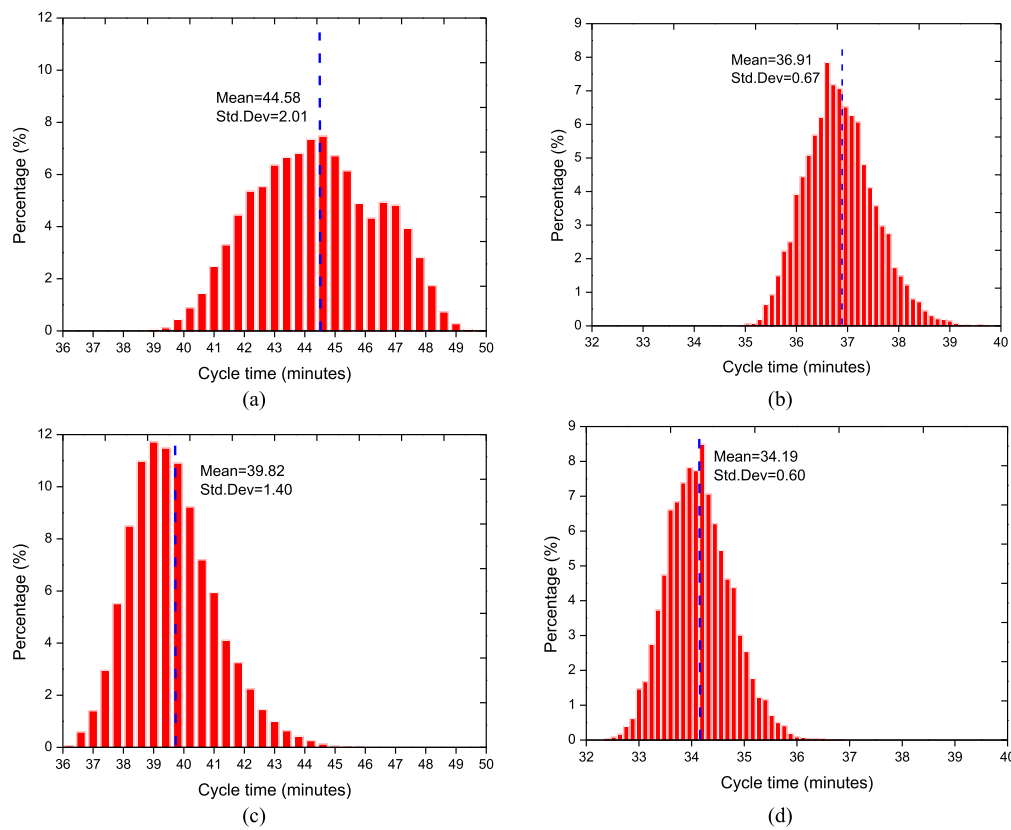 12
10
8
6
4
2
0
Percentage (%)
Mean=44.58
Std.Dev=2.01
36 37 38 39 40 41 42 43 44 45 46 47 48 49 50
Cycle time (minutes)
(a)
9
8
7
6
5
4
3
2
1
0
Percentage (%)
Mean=36.91
Std.Dev=0.67
32 33 34 35 36 37 38 39 40
Cycle time (minutes)
(b)
12
10
8
6
4
2
0
Percentage (%)
Mean=39.82
Std.Dev=1.40
36 37 38 39 40 41 42 43 44 45 46 47 48 49 50
Cycle time (minutes)
(c)
9
8
7
6
5
4
3
2
1
0
Percentage (%)
Mean=34.19
Std.Dev=0.60
32 33 34 35 36 37 38 39 40
Cycle time (minutes)
(d)